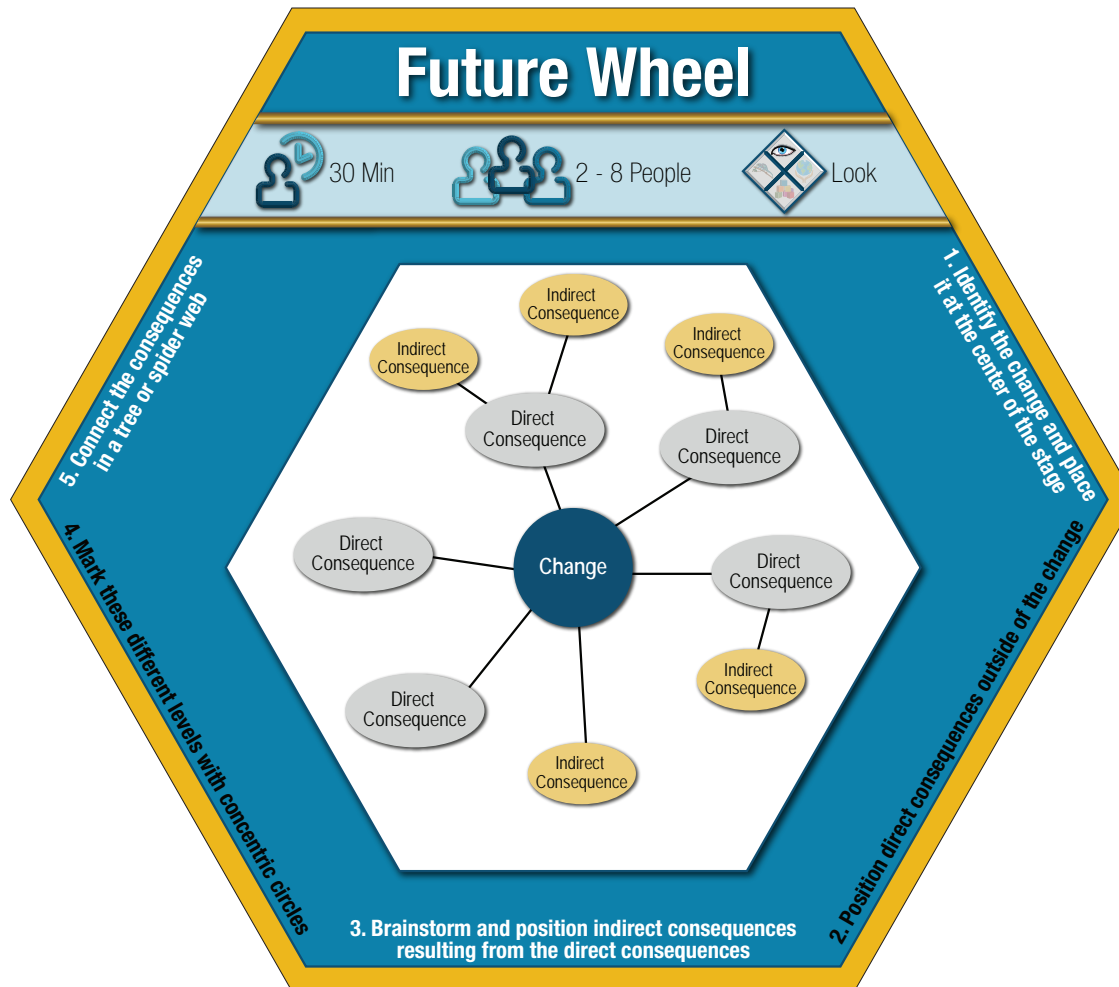 Future Wheel
30 Min
2 - 8 People
Look
1. Identify the change and place
it at the center of the stage
2. Position direct consequences outside of the change
3. Brainstorm and position indirect consequences
resulting from the direct consequences
4. Mark these different levels with concentric circles
5. Connect the consequences
in a tree or spider web
Indirect
Consequence
Indirect
Consequence
Indirect
Consequence
Direct
Consequence
Direct
Consequence
Direct
Consequence
Change
Direct
Consequence
Indirect
Consequence
Direct
Consequence
Indirect
Consequence